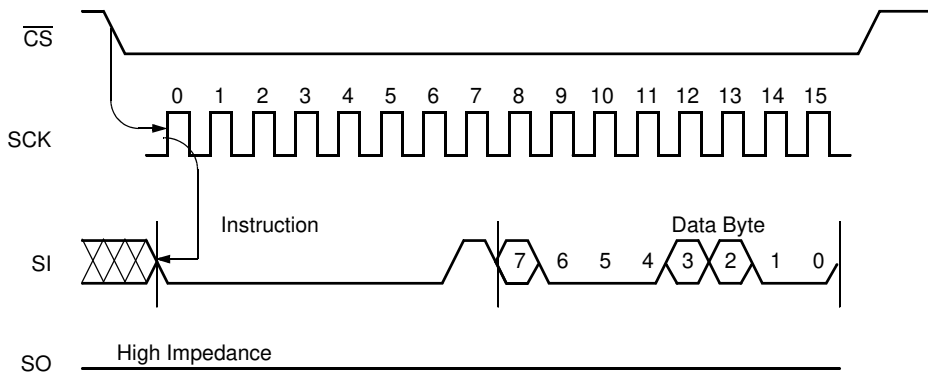 CS
0 1 2 3 4 5 6 7 8 9 10 11 12 13 14 15
SCK
Instruction Data Byte
SI 7 6 5 4 3 2 1 0
High Impedance
SO